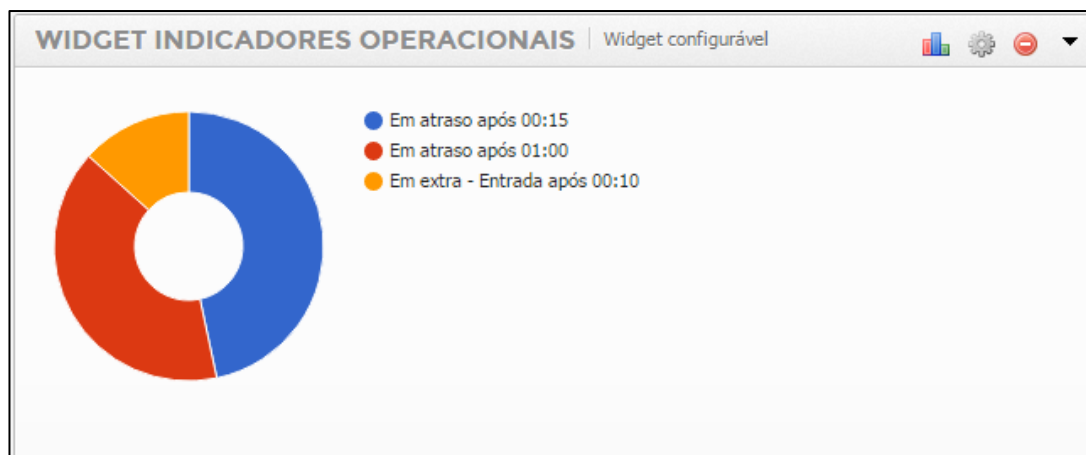 WIDGET INDICADORES OPERACIONAIS | Widget configurável
Em atraso após 00:15
Em atraso após 01:00
Em extra - Entrada após 00:10